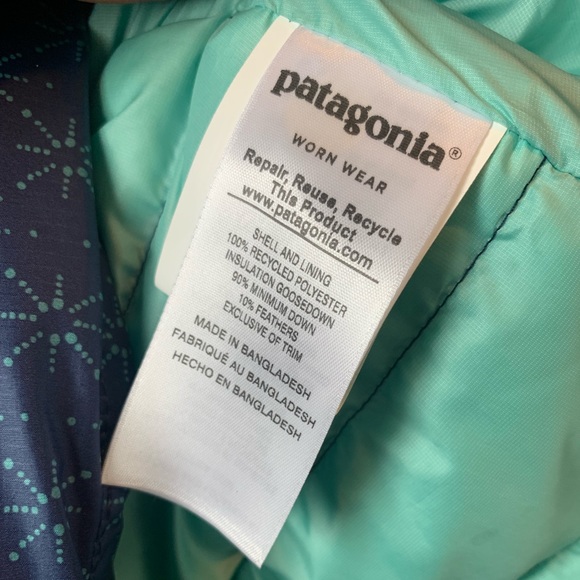 patagonia®
WORN WEAR
Repair, Reuse, Recycle
This Product
www.patagonia.com
SHELL AND LINING
100% RECYCLED POLYESTER
INSULATION GOOSEDOWN
90% MINIMUM DOWN
10% FEATHERS
EXCLUSIVE OF TRIM
MADE IN BANGLADESH
FABRIQUÉ AU BANGLADESH
HECHO EN BANGLADESH